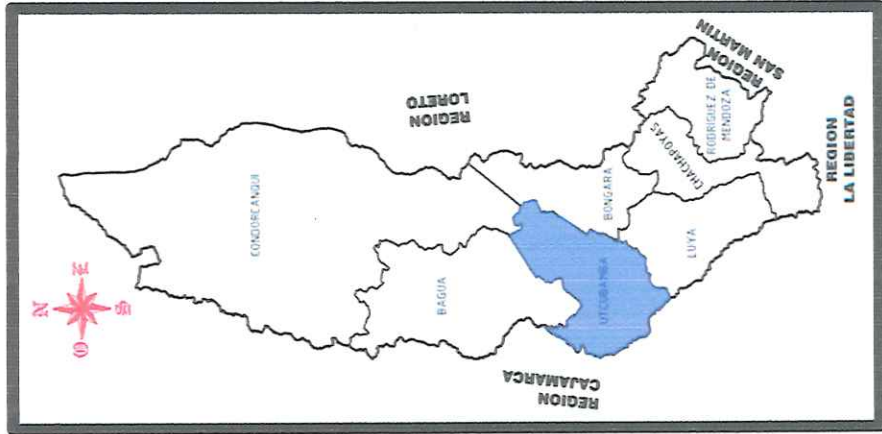 N
O
E
S
CONDORCANQUI
REGION
LORETO
BAGUA
UTCUBAMBA
BONGARA
LUYA
CHACHAPOYAS
RODRIGUEZ DE
MENDOZA
REGION
SAN MARTIN
REGION
CAJAMARCA
REGION
LA LIBERTAD